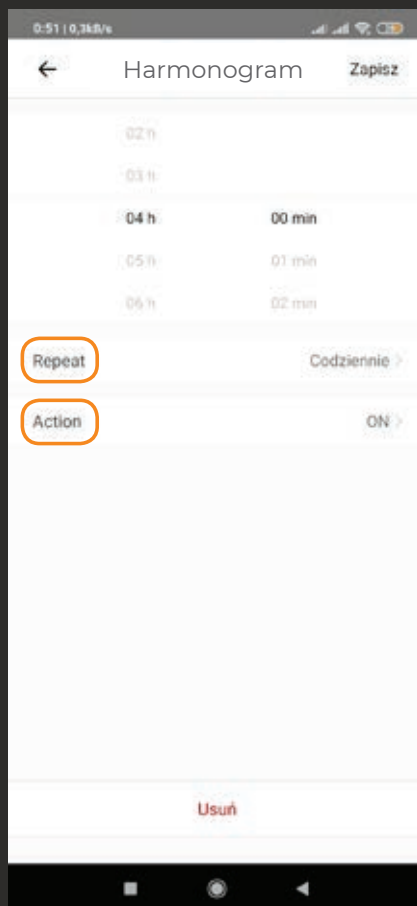 0:51 | 0,3kB/s
Harmonogram Zapisz
02 h
03 h
04 h 00 min
05 h 01 min
06 h 02 min
Repeat Codziennie
Action ON
Usuń